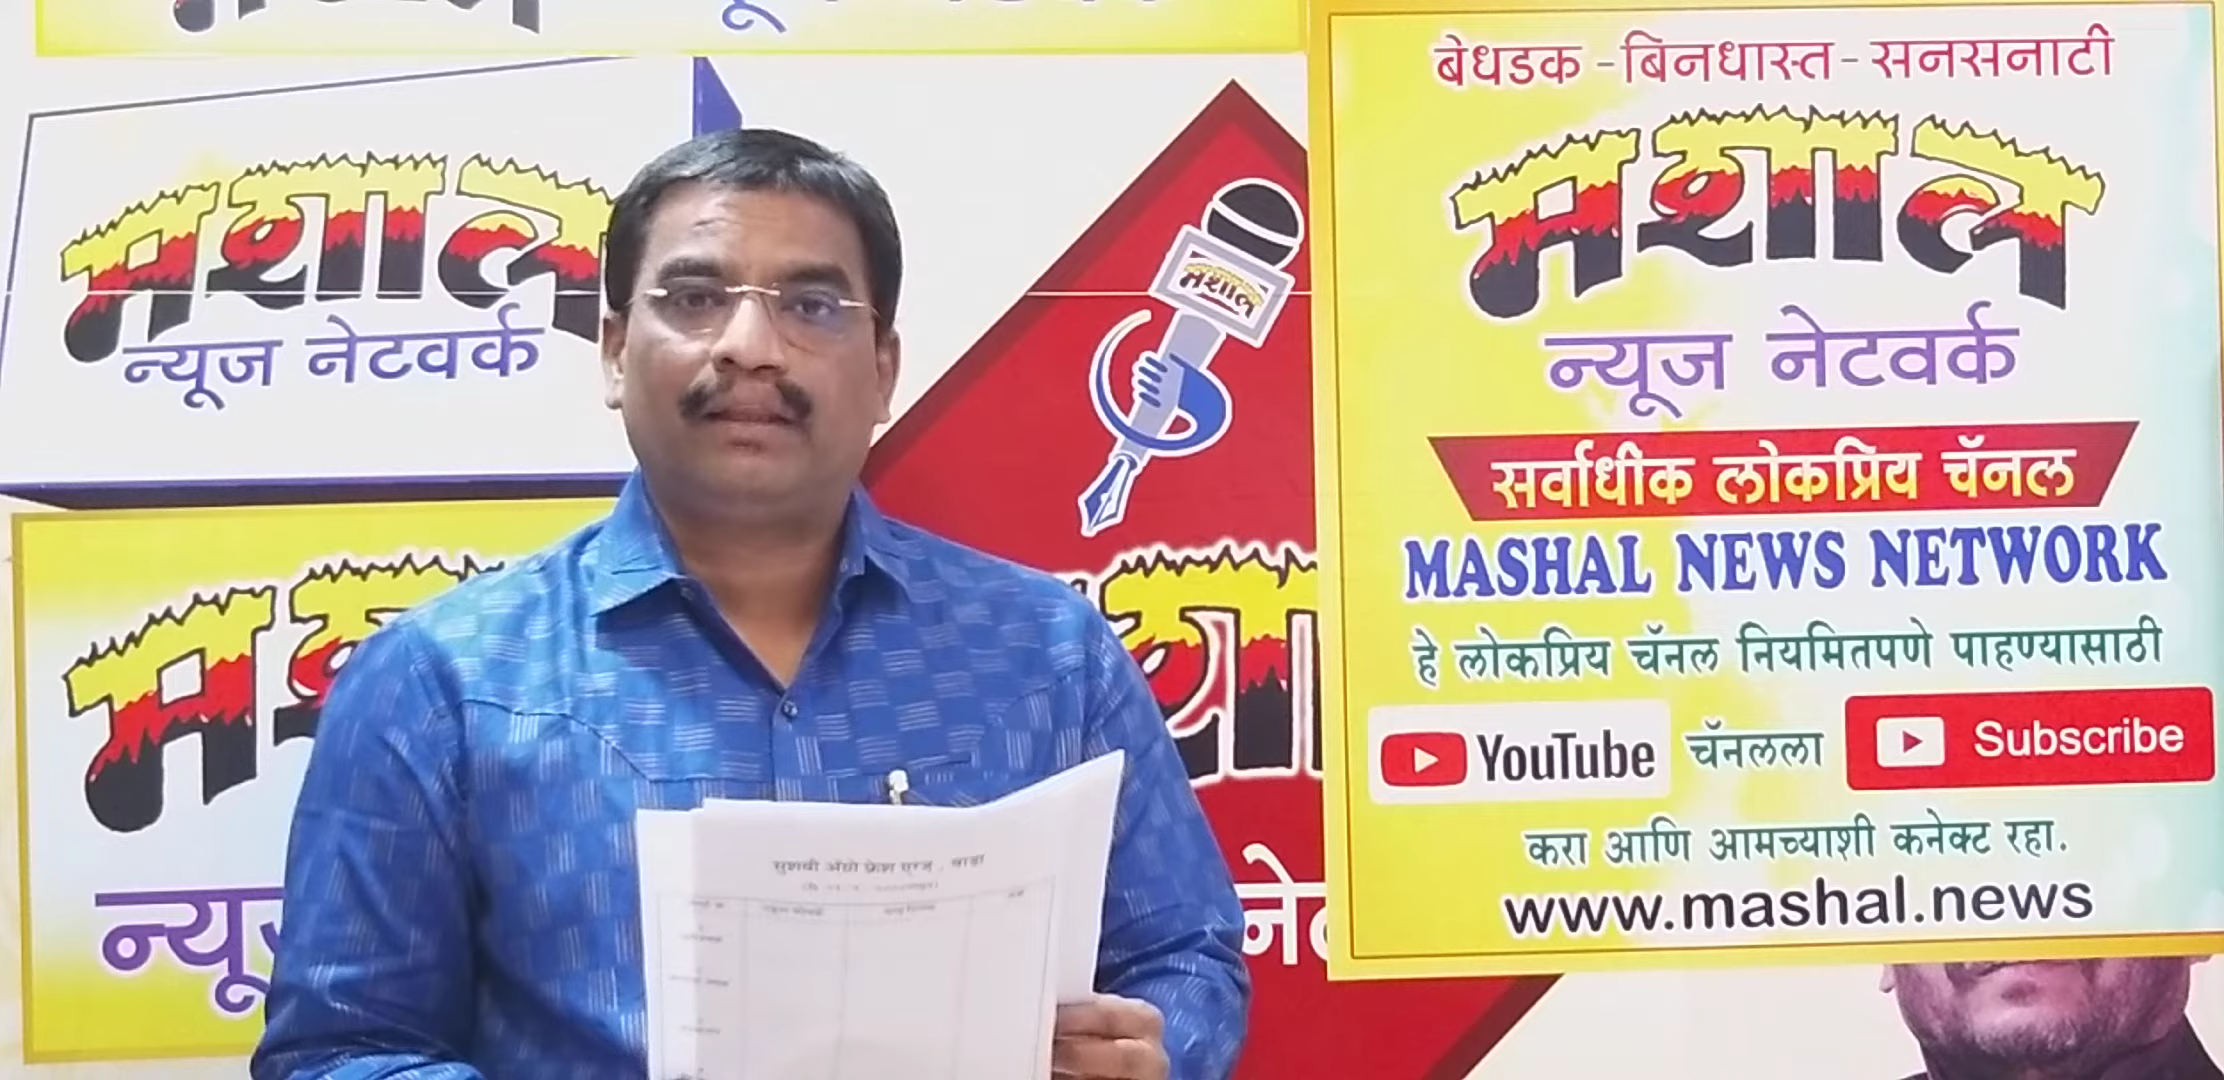 बेधडक - बिनधास्त - सनसनाटी
मशाल
न्यूज नेटवर्क
सर्वाधीक लोकप्रिय चॅनल
MASHAL NEWS NETWORK
हे लोकप्रिय चॅनल नियमितपणे पाहण्यासाठी
YouTube चॅनलला Subscribe
करा आणि आमच्याशी कनेक्ट रहा.
www.mashal.news
मशाल
न्यूज नेटवर्क
मशाल